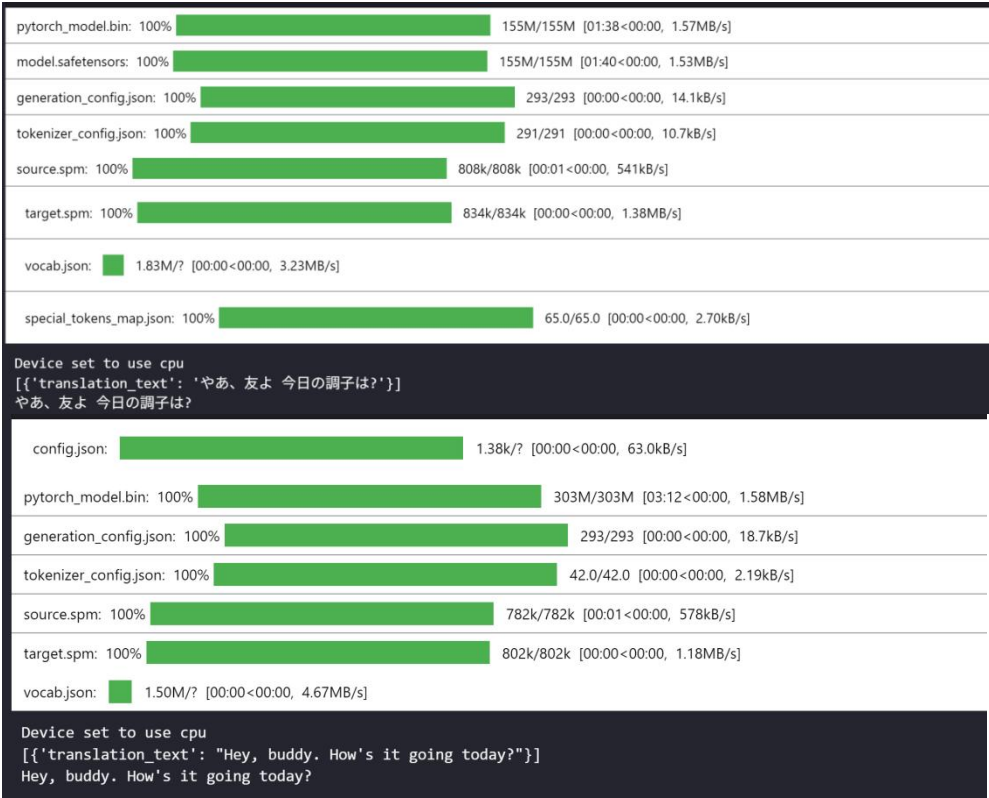 pytorch_model.bin: 100% 155M/155M [01:38<00:00, 1.57MB/s]
model.safetensors: 100% 155M/155M [01:40<00:00, 1.53MB/s]
generation_config.json: 100% 293/293 [00:00<00:00, 14.1kB/s]
tokenizer_config.json: 100% 291/291 [00:00<00:00, 10.7kB/s]
source.spm: 100% 808k/808k [00:01<00:00, 541kB/s]
target.spm: 100% 834k/834k [00:00<00:00, 1.38MB/s]
vocab.json: 1.83M/? [00:00<00:00, 3.23MB/s]
special_tokens_map.json: 100% 65.0/65.0 [00:00<00:00, 2.70kB/s]
Device set to use cpu
[{'translation_text': 'やあ、友よ 今日の調子は?'}]
やあ、友よ 今日の調子は?
config.json: 1.38k/? [00:00<00:00, 63.0kB/s]
pytorch_model.bin: 100% 303M/303M [03:12<00:00, 1.58MB/s]
generation_config.json: 100% 293/293 [00:00<00:00, 18.7kB/s]
tokenizer_config.json: 100% 42.0/42.0 [00:00<00:00, 2.19kB/s]
source.spm: 100% 782k/782k [00:01<00:00, 578kB/s]
target.spm: 100% 802k/802k [00:00<00:00, 1.18MB/s]
vocab.json: 1.50M/? [00:00<00:00, 4.67MB/s]
Device set to use cpu
[{'translation_text': "Hey, buddy. How's it going today?"}]
Hey, buddy. How's it going today?